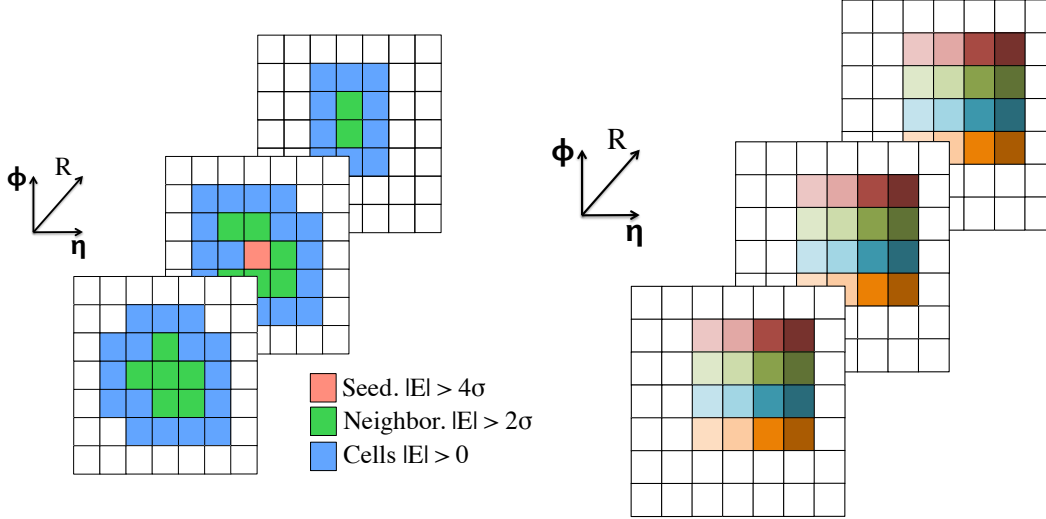 R
Φ
η
R
Φ
η
Seed. |E| > 4σ
Neighbor. |E| > 2σ
Cells |E| > 0